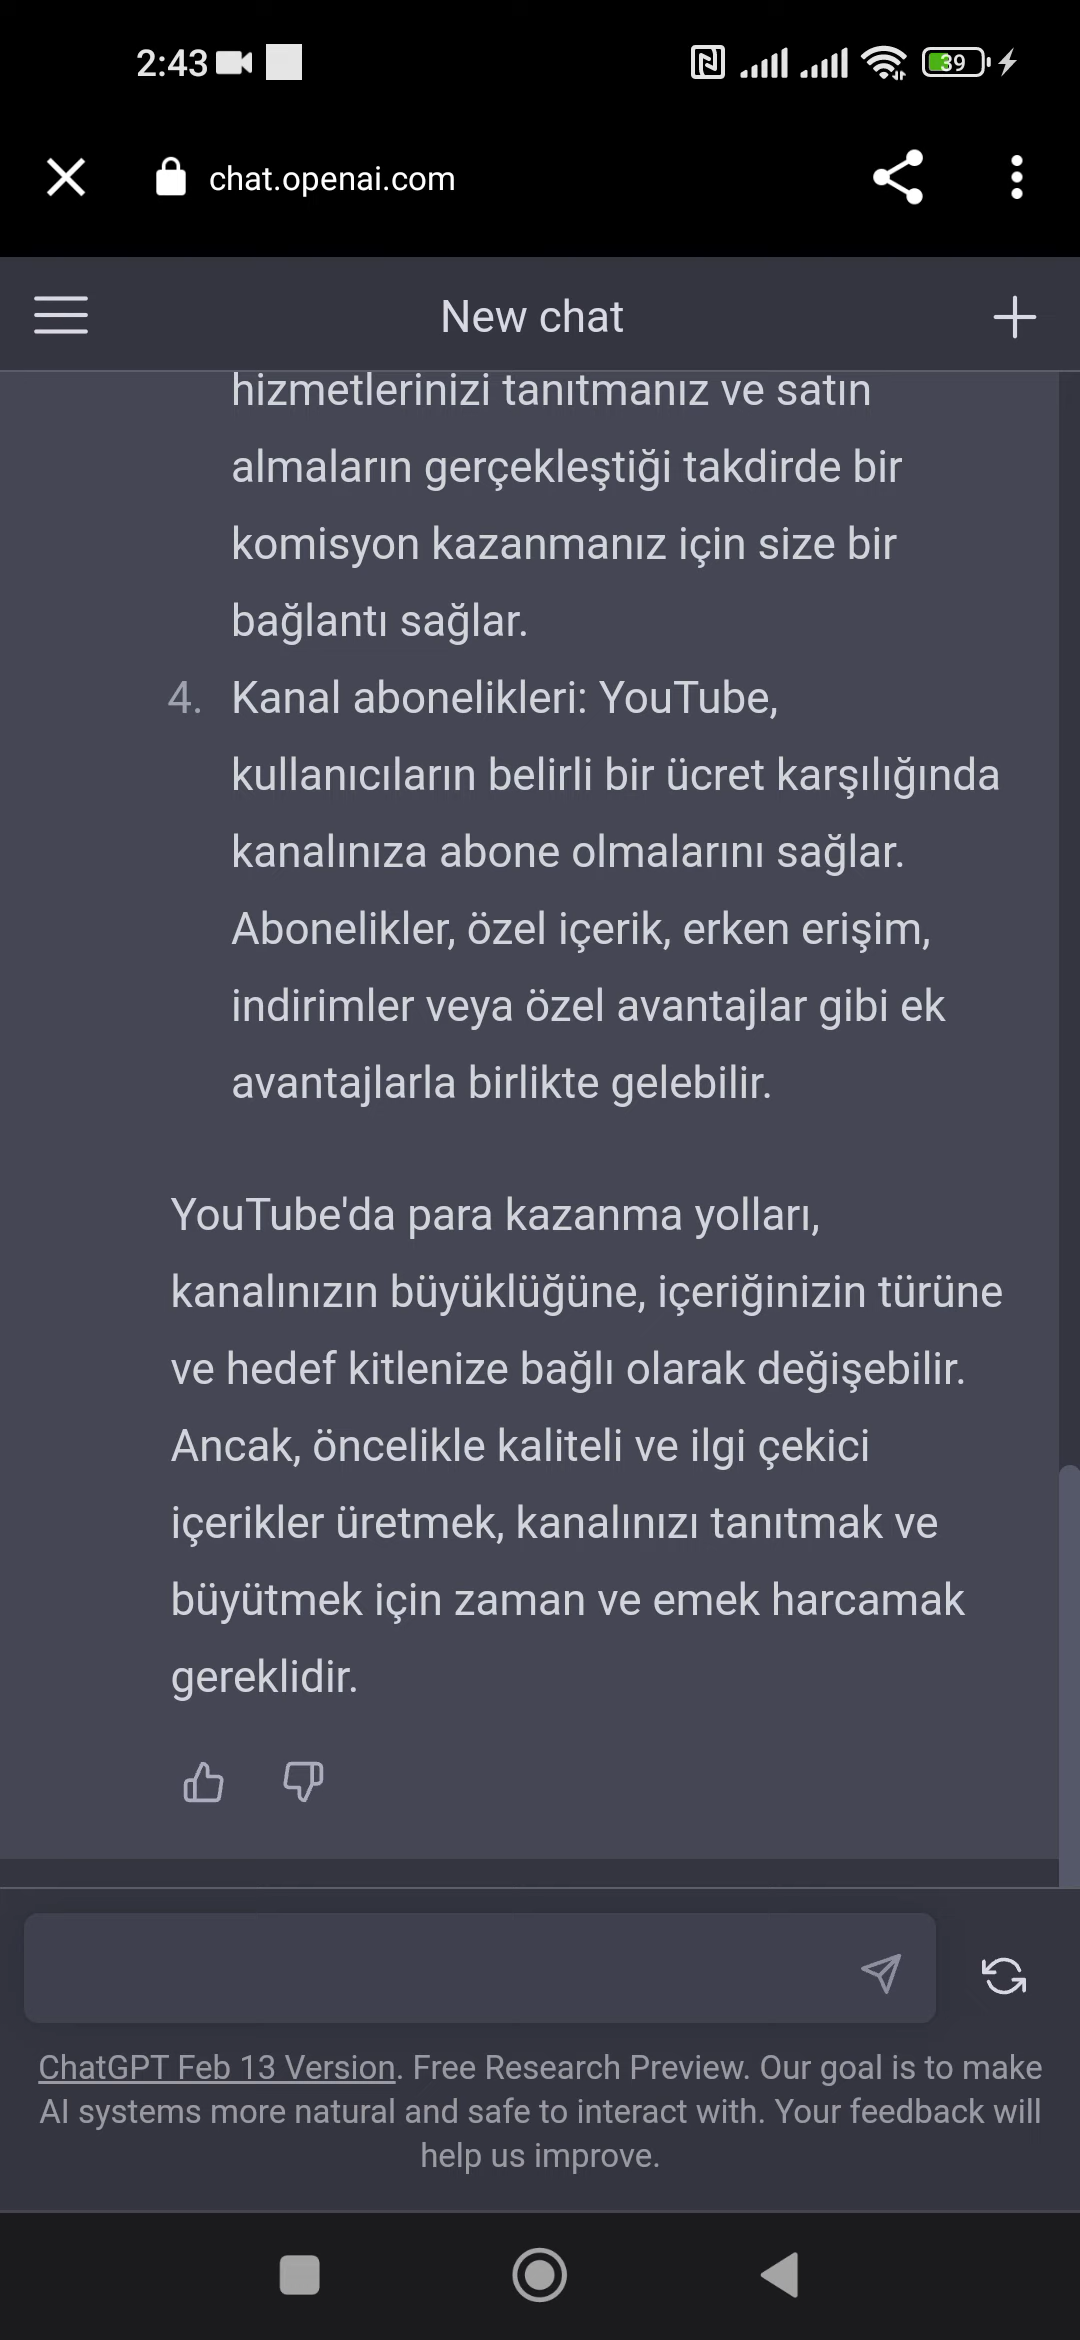 2:43
39
chat.openai.com
New chat
hizmetlerinizi tanıtmanız ve satın
almaların gerçekleştiği takdirde bir
komisyon kazanmanız için size bir
bağlantı sağlar.
4. Kanal abonelikleri: YouTube,
kullanıcıların belirli bir ücret karşılığında
kanalınıza abone olmalarını sağlar.
Abonelikler, özel içerik, erken erişim,
indirimler veya özel avantajlar gibi ek
avantajlarla birlikte gelebilir.
YouTube'da para kazanma yolları,
kanalınızın büyüklüğüne, içeriğinizin türüne
ve hedef kitlenize bağlı olarak değişebilir.
Ancak, öncelikle kaliteli ve ilgi çekici
içerikler üretmek, kanalınızı tanıtmak ve
büyütmek için zaman ve emek harcamak
gereklidir.
ChatGPT Feb 13 Version. Free Research Preview. Our goal is to make
AI systems more natural and safe to interact with. Your feedback will
help us improve.